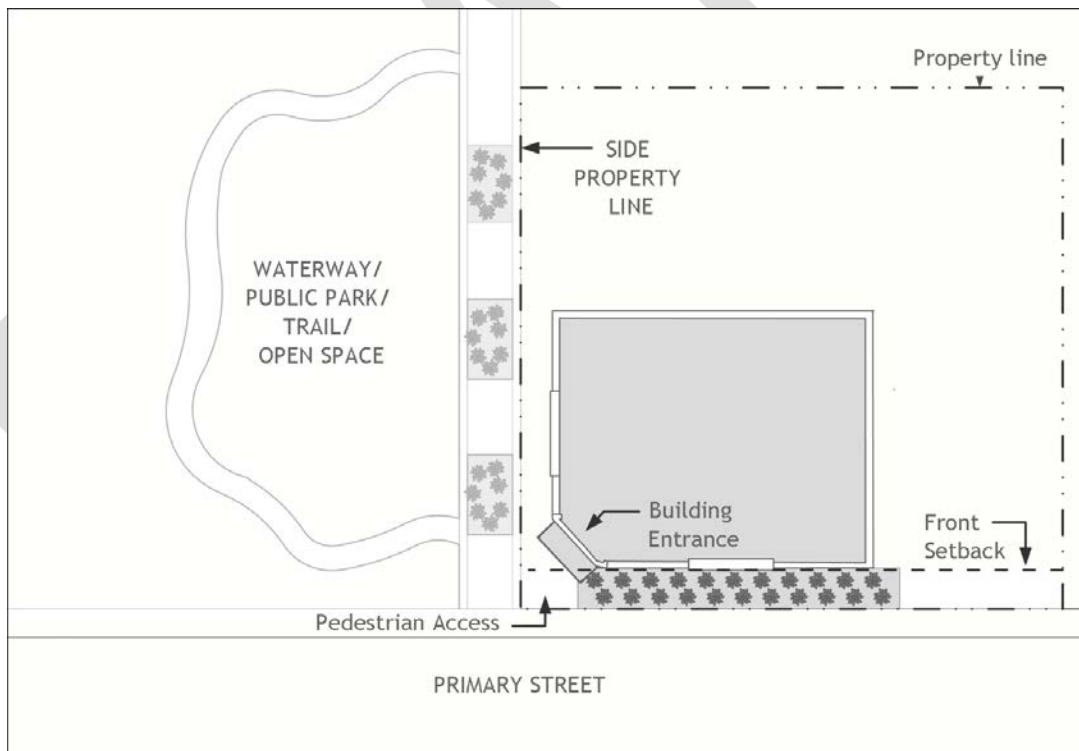 Property line
SIDE
PROPERTY
LINE
WATERWAY/
PUBLIC PARK/
TRAIL/
OPEN SPACE
Building
Entrance
Front
Setback
Pedestrian Access
PRIMARY STREET